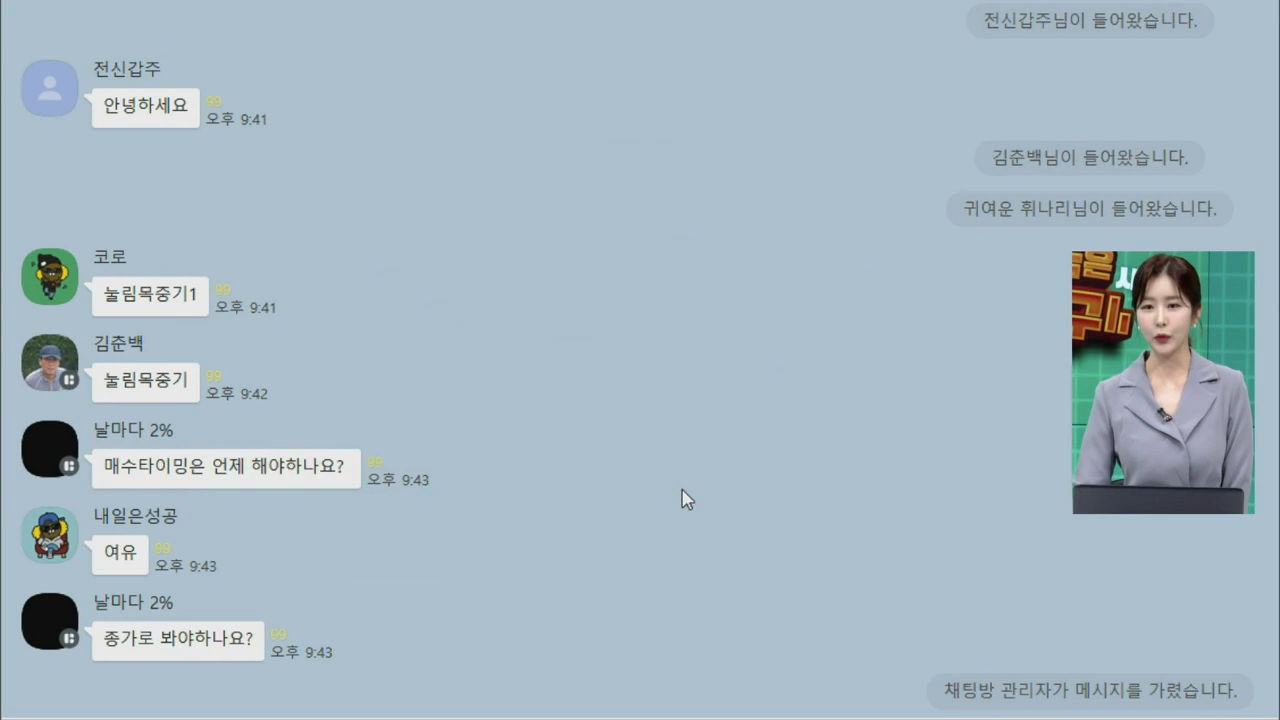 전신갑주님이 들어왔습니다.
전신갑주
안녕하세요
99
오후 9:41
김준백님이 들어왔습니다.
귀여운 휘나리님이 들어왔습니다.
코로
눌림목중기1
99
오후 9:41
김준백
눌림목중기
99
오후 9:42
날마다 2%
매수타이밍은 언제 해야하나요?
99
오후 9:43
내일은성공
여유
99
오후 9:43
날마다 2%
종가로 봐야하나요?
99
오후 9:43
채팅방 관리자가 메시지를 가렸습니다.